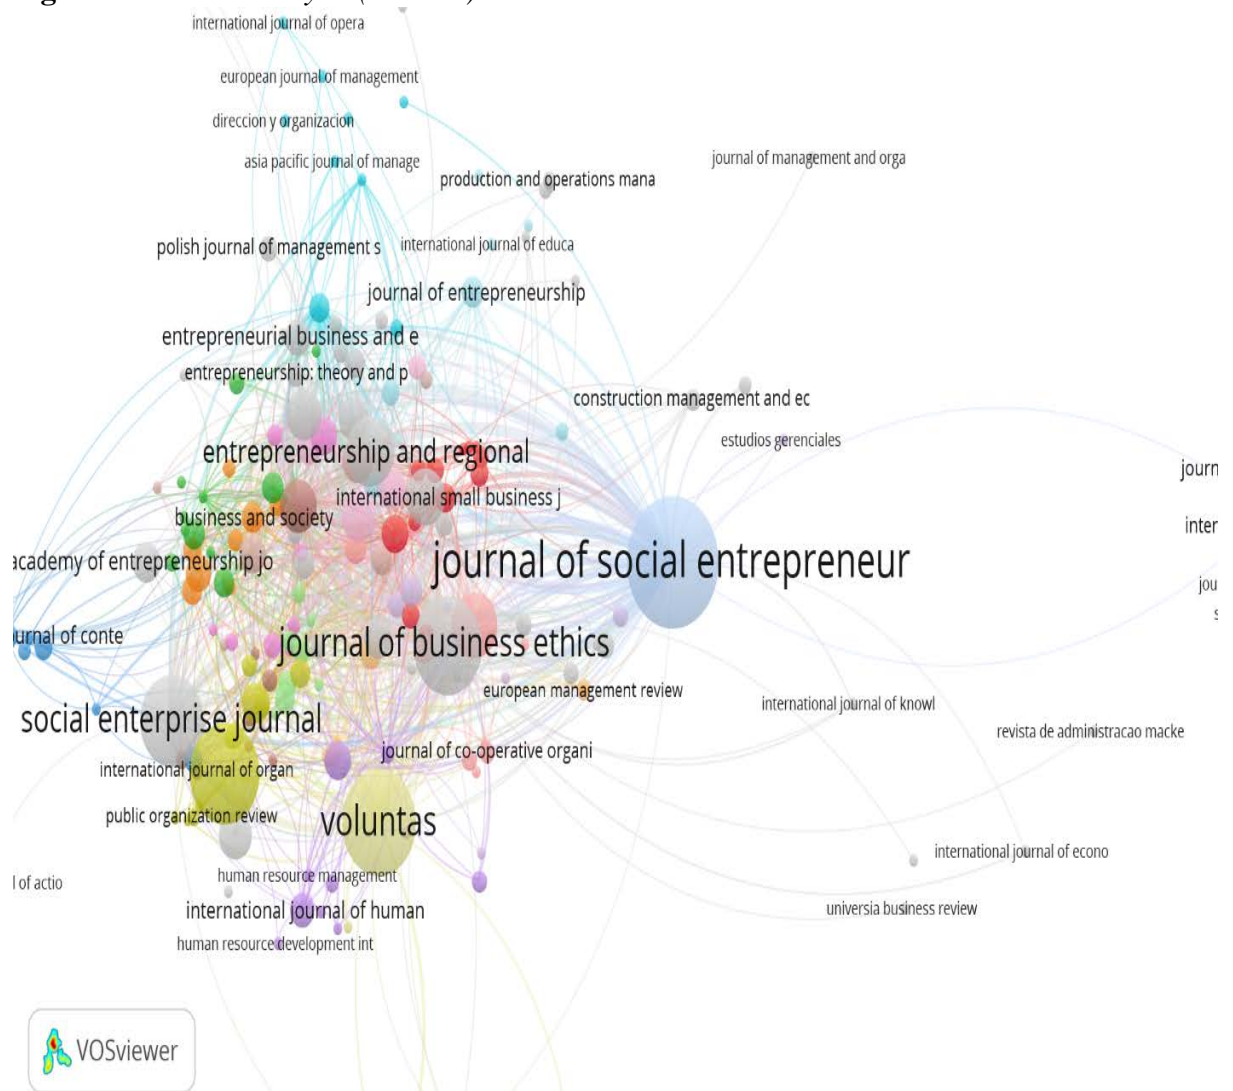 international journal of opera
european journal of management
direccion y organizacion
asia pacific journal of manage
journal of management and orga
production and operations mana
polish journal of management s
international journal of educa
journal of entrepreneurship
entrepreneurial business and e
entrepreneurship: theory and p
construction management and ec
estudios gerenciales
entrepreneurship and regional
journ
international small business j
business and society
inter
academy of entrepreneurship jo
journal of social entrepreneur
jou
s
urnal of conte
journal of business ethics
european management review
international journal of knowl
social enterprise journal
revista de administracao macke
journal of co-operative organi
international journal of organ
public organization review
voluntas
international journal of econo
human resource management
l of actio
international journal of human
universia business review
human resource development int
VOSviewer